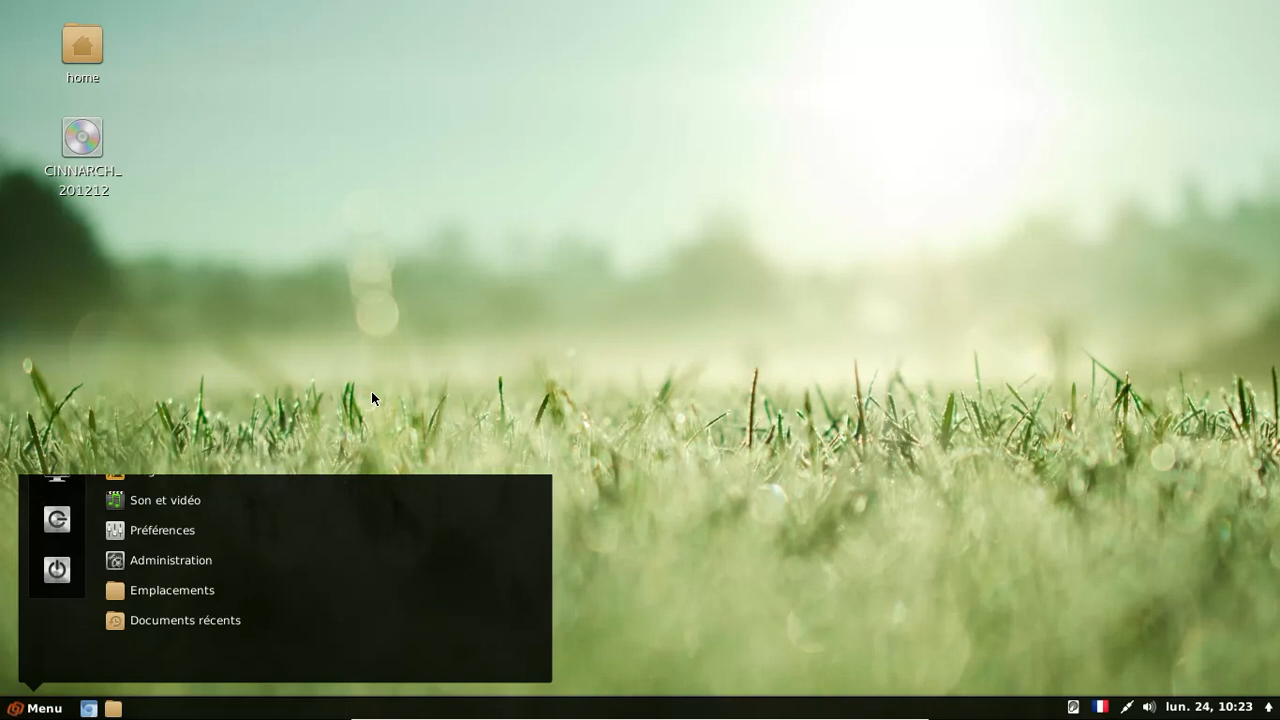 home
CINNARCH_
201212
Son et vidéo
Préférences
Administration
Emplacements
Documents récents
Menu
lun. 24, 10:23